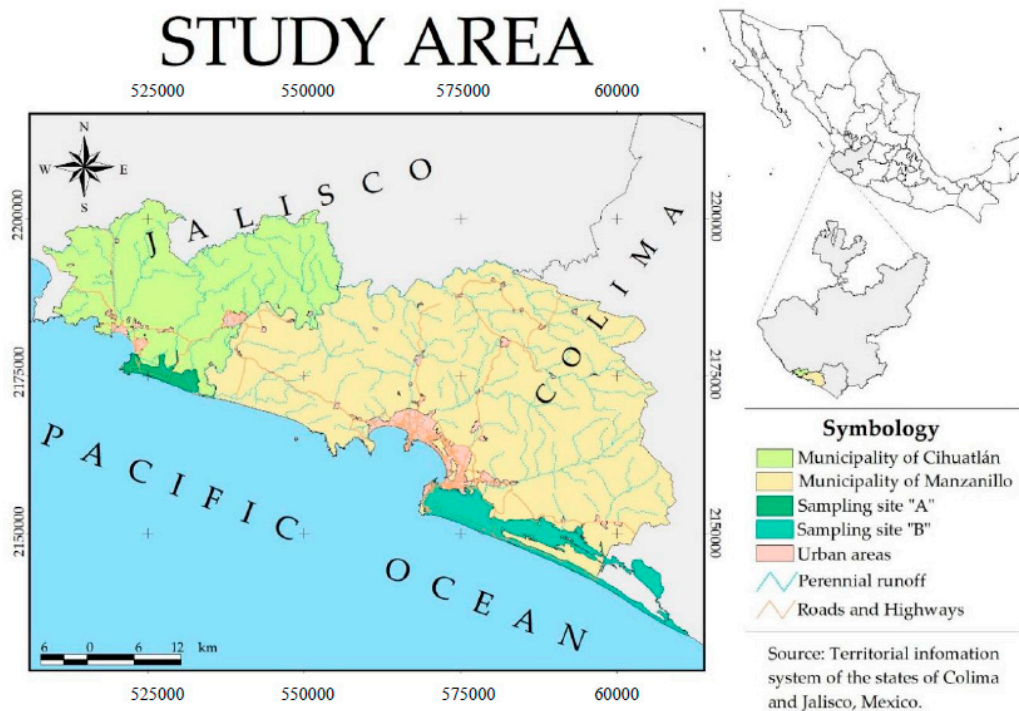 STUDY AREA
525000 550000 575000 60000
N
W E
S
JALISCO
COLIMA
2200000 2200000
2175000 2175000
2150000 2150000
PACIFIC OCEAN
6 0 6 12 km
525000 550000 575000 60000
Symbology
Municipality of Cihuatlán
Municipality of Manzanillo
Sampling site "A"
Sampling site "B"
Urban areas
Perennial runoff
Roads and Highways
Source: Territorial infomation
system of the states of Colima
and Jalisco, Mexico.